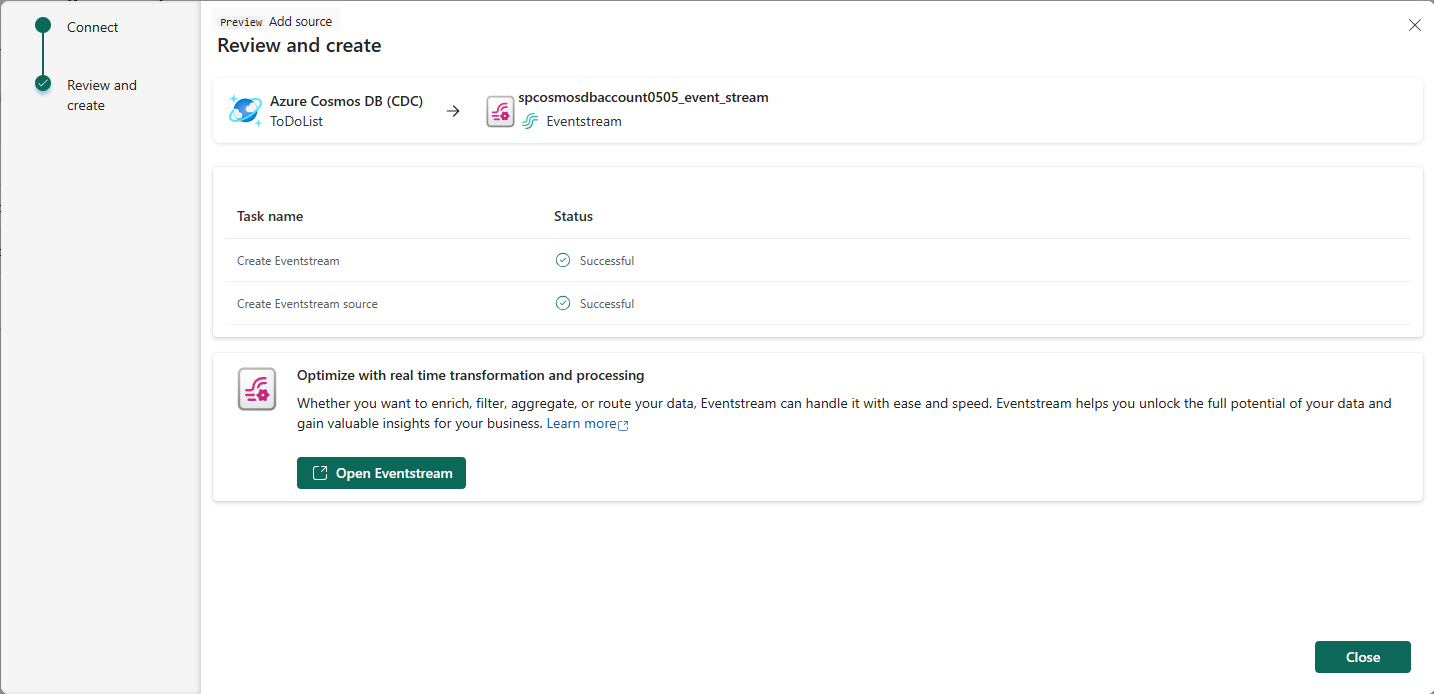 Connect
Review and
create
Preview Add source
Review and create
Azure Cosmos DB (CDC)
ToDoList
spcosmosdbaccount0505_event_stream
Eventstream
Task name Status
Create Eventstream Successful
Create Eventstream source Successful
Optimize with real time transformation and processing
Whether you want to enrich, filter, aggregate, or route your data, Eventstream can handle it with ease and speed. Eventstream helps you unlock the full potential of your data and
gain valuable insights for your business. Learn more
Open Eventstream
Close